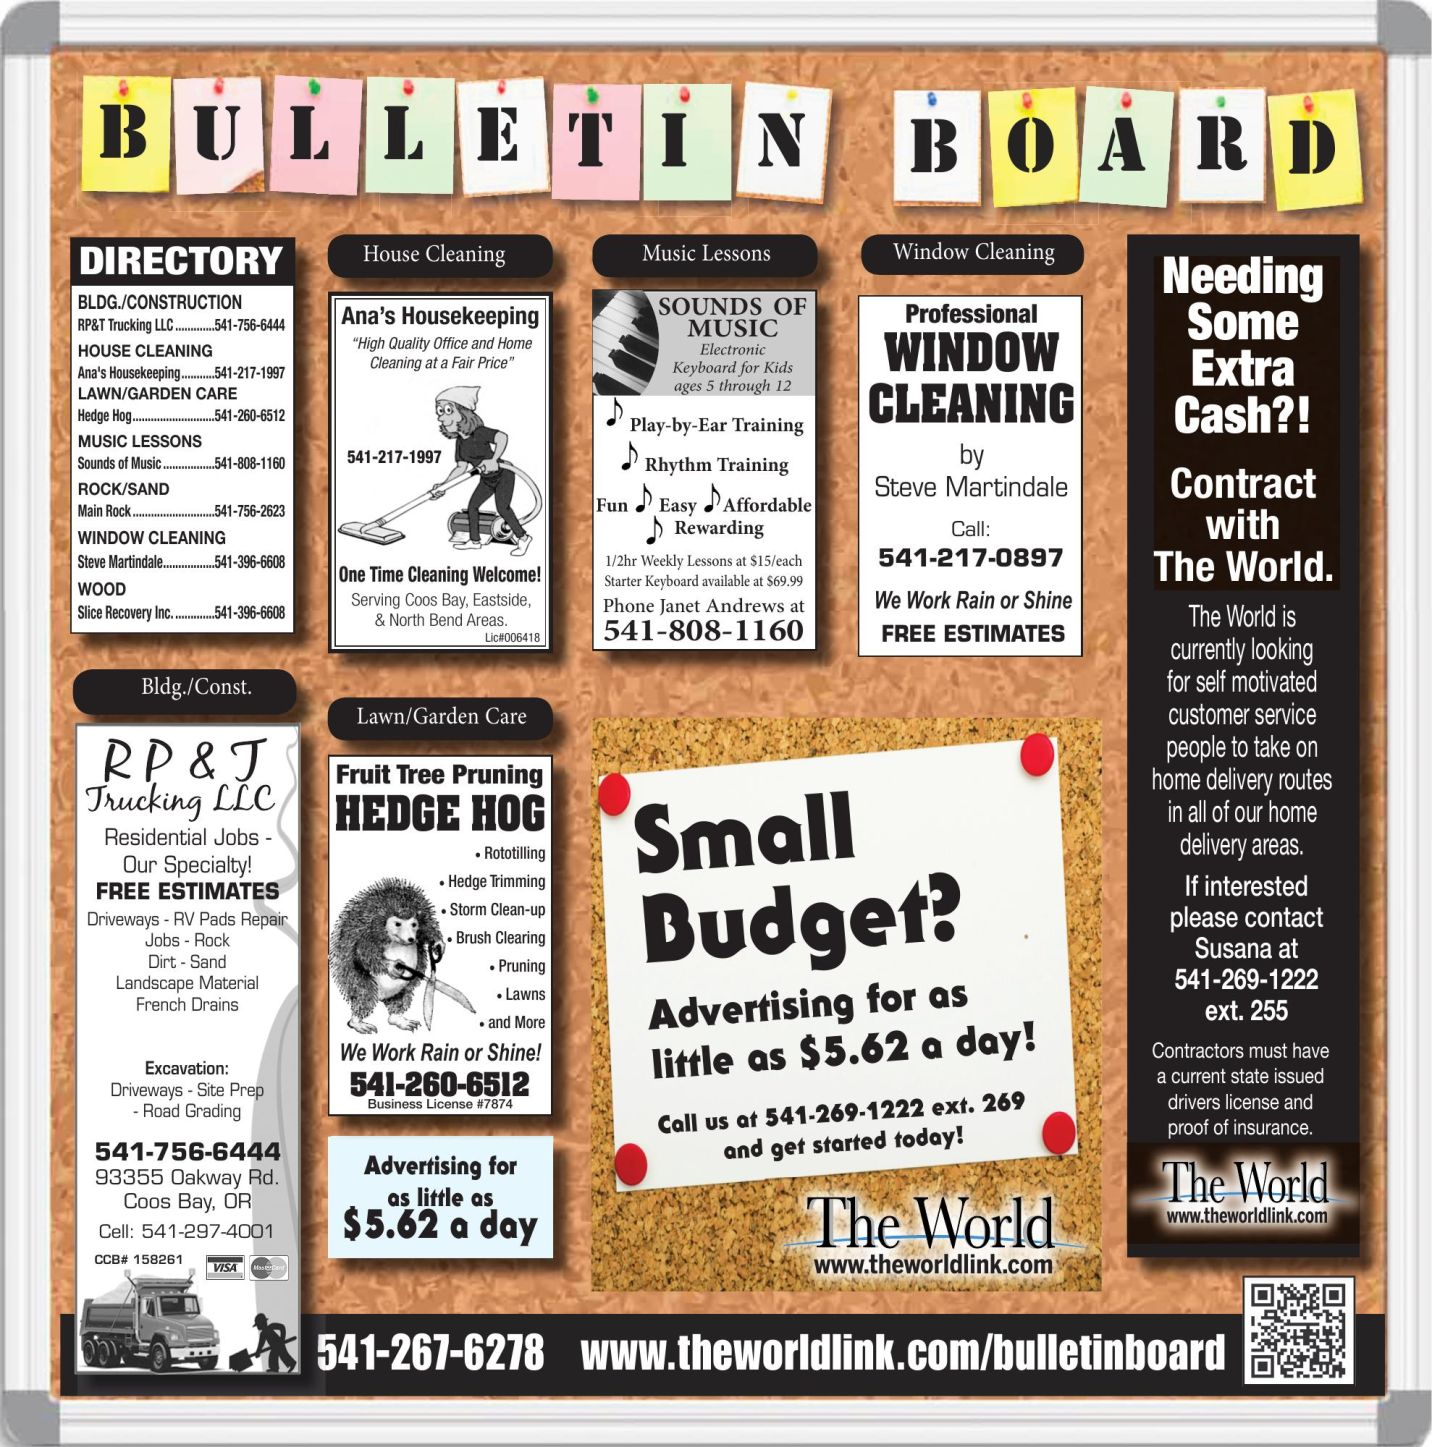 BULLETIN BOARD
DIRECTORY
BLDG./CONSTRUCTION
RP&T Trucking LLC.............541-756-6444
HOUSE CLEANING
Ana's Housekeeping...........541-217-1997
LAWN/GARDEN CARE
Hedge Hog...........................541-260-6512
MUSIC LESSONS
Sounds of Music.................541-808-1160
ROCK/SAND
Main Rock...........................541-756-2623
WINDOW CLEANING
Steve Martindale.................541-396-6608
WOOD
Slice Recovery Inc..............541-396-6608
Bldg./Const.
RP&T
Trucking LLC
Residential Jobs -
Our Specialty!
FREE ESTIMATES
Driveways - RV Pads Repair
Jobs - Rock
Dirt - Sand
Landscape Material
French Drains
Excavation:
Driveways - Site Prep
- Road Grading
541-756-6444
93355 Oakway Rd.
Coos Bay, OR
Cell: 541-297-4001
CCB# 158261
VISA
MasterCard
House Cleaning
Ana's Housekeeping
"High Quality Office and Home
Cleaning at a Fair Price"
541-217-1997
One Time Cleaning Welcome!
Serving Coos Bay, Eastside,
& North Bend Areas.
Lic#006418
Lawn/Garden Care
Fruit Tree Pruning
HEDGE HOG
• Rototilling
• Hedge Trimming
• Storm Clean-up
• Brush Clearing
• Pruning
• Lawns
• and More
We Work Rain or Shine!
541-260-6512
Business License #7874
Advertising for
as little as
$5.62 a day
Music Lessons
SOUNDS OF
MUSIC
Electronic
Keyboard for Kids
ages 5 through 12
Play-by-Ear Training
Rhythm Training
Fun Easy Affordable
Rewarding
1/2hr Weekly Lessons at $15/each
Starter Keyboard available at $69.99
Phone Janet Andrews at
541-808-1160
Window Cleaning
Professional
WINDOW
CLEANING
by
Steve Martindale
Call:
541-217-0897
We Work Rain or Shine
FREE ESTIMATES
Small
Budget?
Advertising for as
little as $5.62 a day!
Call us at 541-269-1222 ext. 269
and get started today!
The World
www.theworldlink.com
Needing
Some
Extra
Cash?!
Contract
with
The World.
The World is
currently looking
for self motivated
customer service
people to take on
home delivery routes
in all of our home
delivery areas.
If interested
please contact
Susana at
541-269-1222
ext. 255
Contractors must have
a current state issued
drivers license and
proof of insurance.
The World
www.theworldlink.com
541-267-6278 www.theworldlink.com/bulletinboard